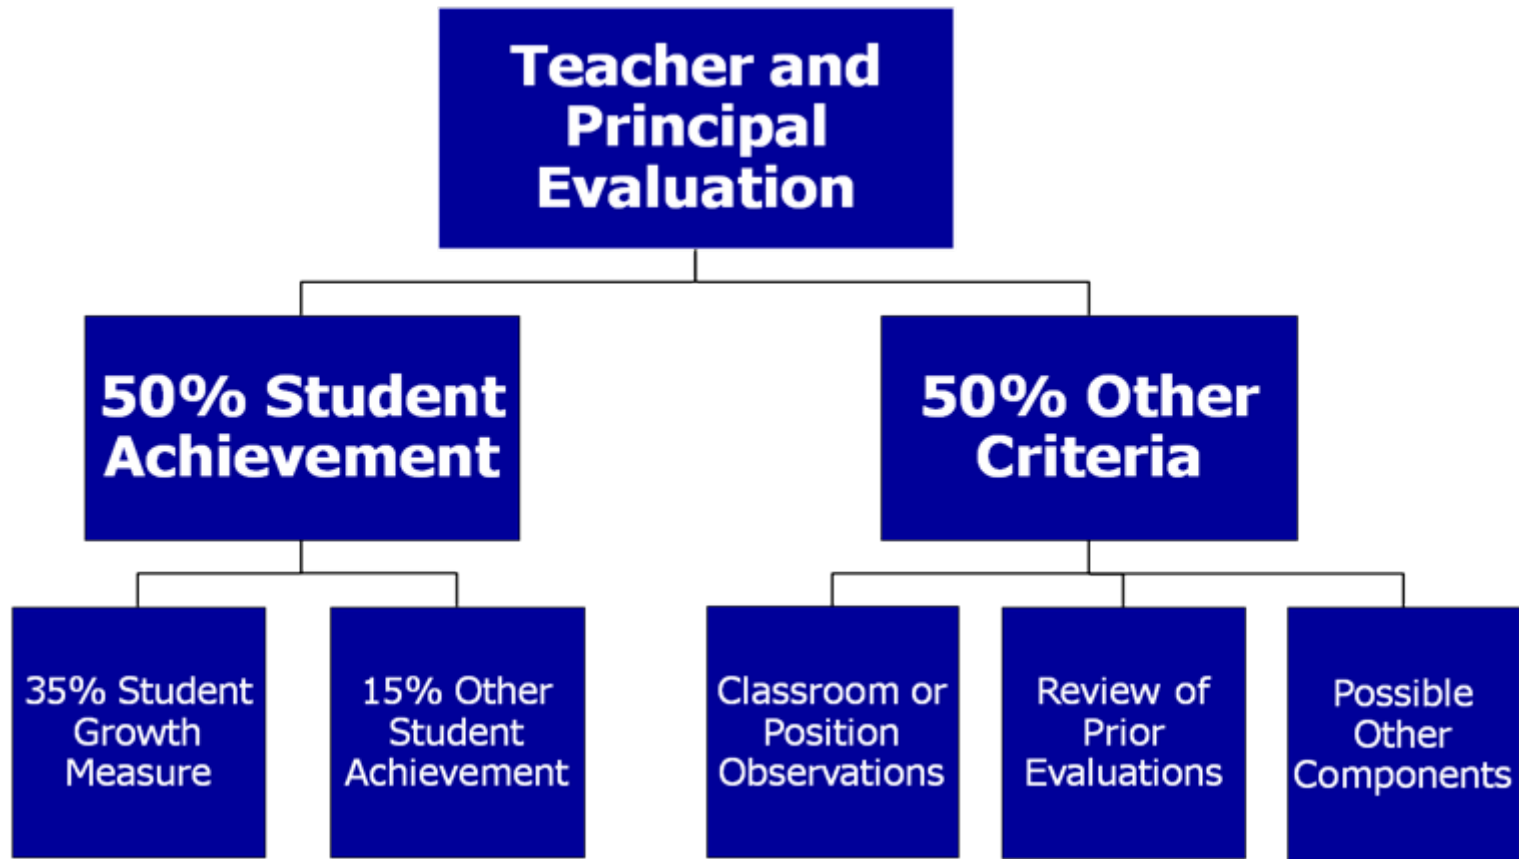 Teacher and
Principal
Evaluation
50% Student
Achievement
50% Other
Criteria
35% Student
Growth
Measure
15% Other
Student
Achievement
Classroom or
Position
Observations
Review of
Prior
Evaluations
Possible
Other
Components